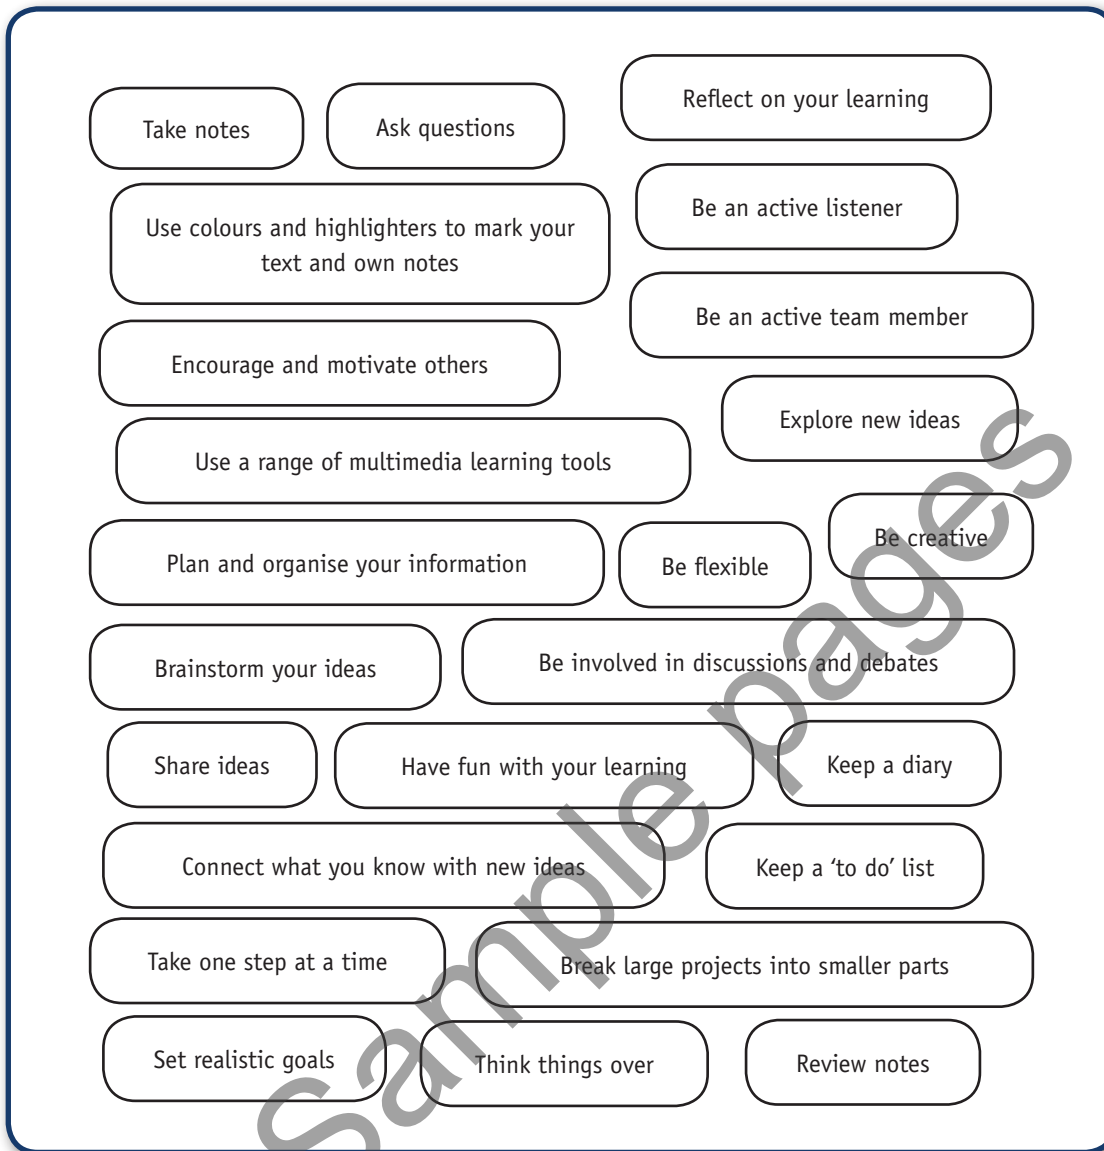 Take notes
Ask questions
Reflect on your learning
Use colours and highlighters to mark your
text and own notes
Be an active listener
Be an active team member
Encourage and motivate others
Explore new ideas
Use a range of multimedia learning tools
Be creative
Plan and organise your information
Be flexible
Brainstorm your ideas
Be involved in discussions and debates
Share ideas
Have fun with your learning
Keep a diary
Connect what you know with new ideas
Keep a ‘to do’ list
Take one step at a time
Break large projects into smaller parts
Set realistic goals
Think things over
Review notes
Sample pages